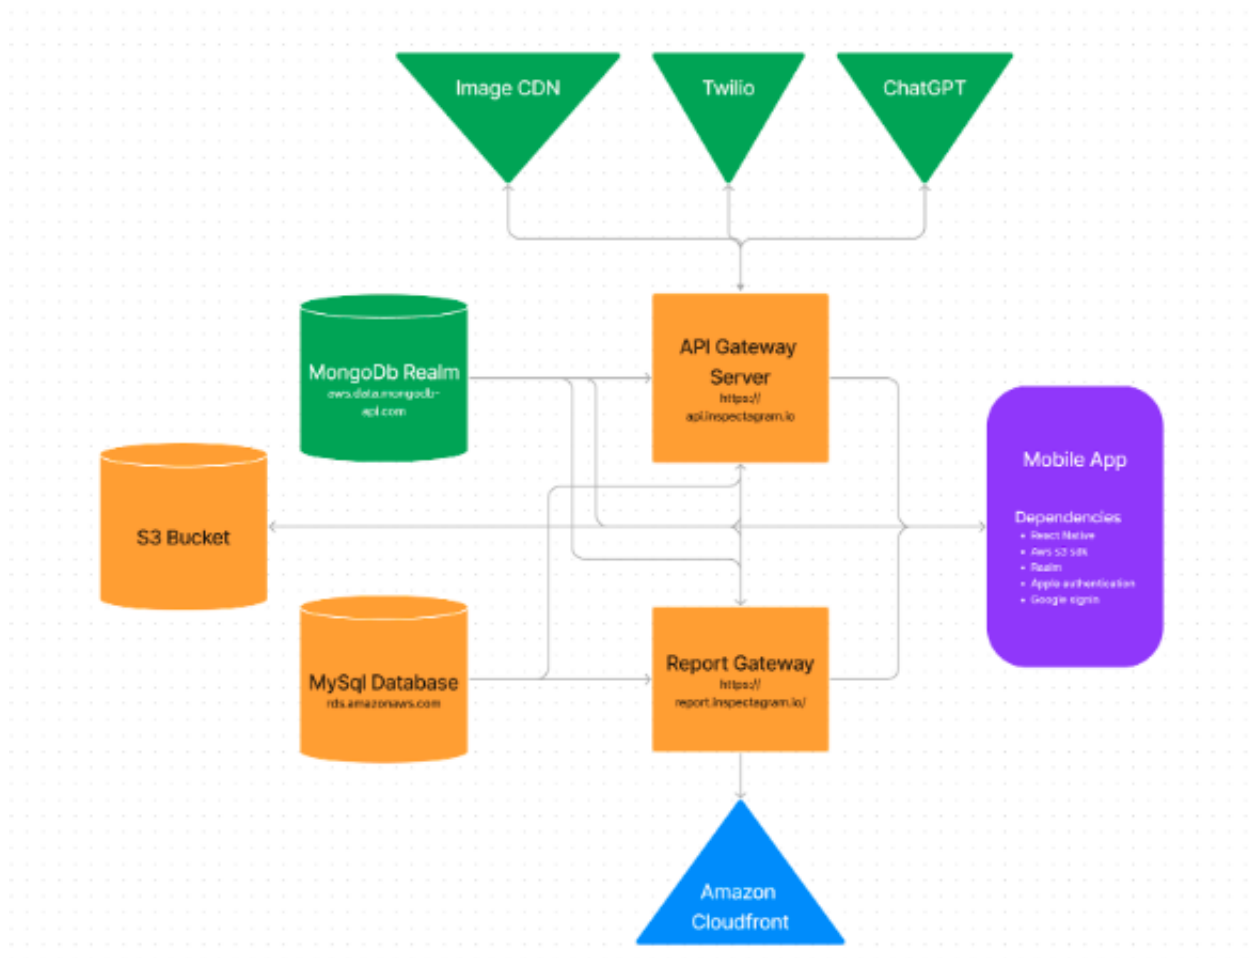 Image CDN
Twilio
ChatGPT
MongoDb Realm
aws.data.mongodb-
api.com
API Gateway
Server
https://
api.inspectagram.io
S3 Bucket
Mobile App
Dependencies
• React Native
• Aws S3 sdk
• Realm
• Apple authentication
• Google signin
MySql Database
rds.amazonaws.com
Report Gateway
https://
report.inspectagram.io/
Amazon
Cloudfront